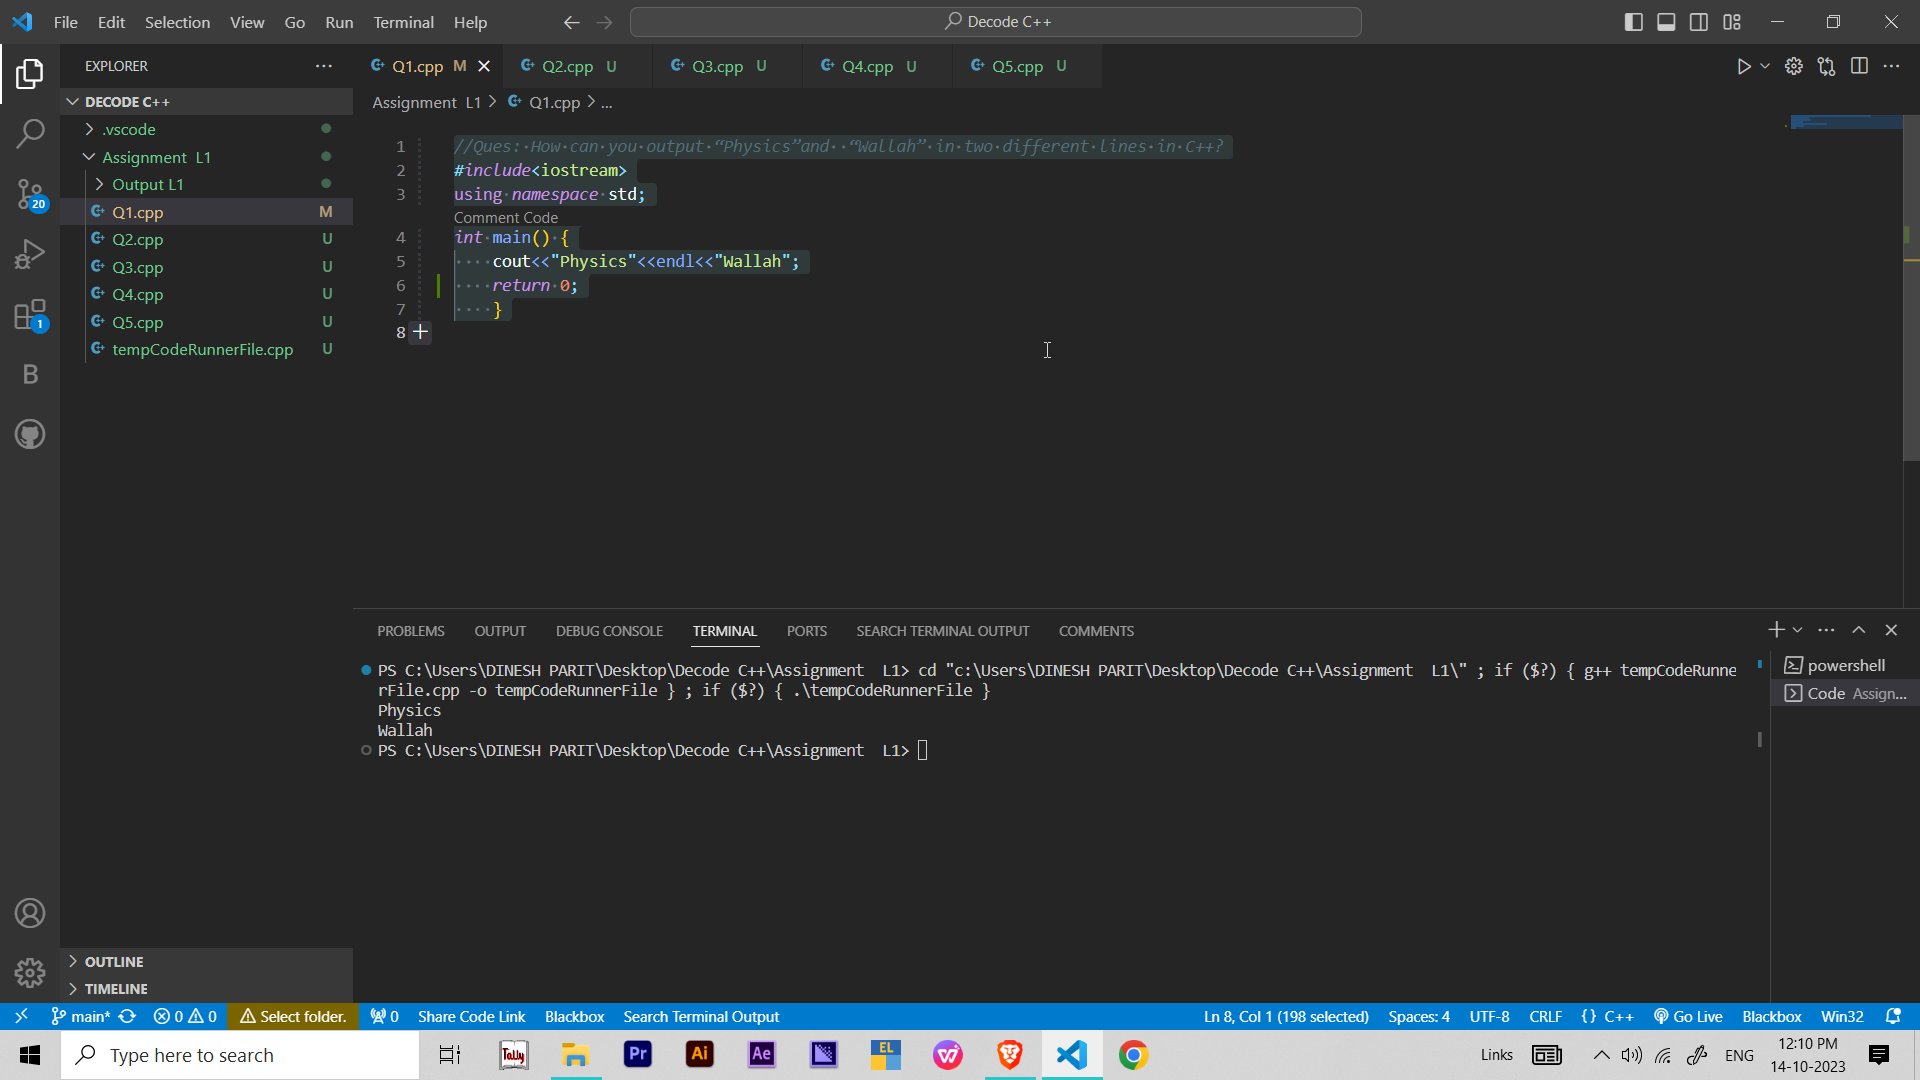 File Edit Selection View Go Run Terminal Help
Decode C++
EXPLORER
DECODE C++
.vscode
Assignment L1
Output L1
Q1.cpp M
Q2.cpp U
Q3.cpp U
Q4.cpp U
Q5.cpp U
tempCodeRunnerFile.cpp U
OUTLINE
TIMELINE
Q1.cpp M Q2.cpp U Q3.cpp U Q4.cpp U Q5.cpp U
Assignment L1 > Q1.cpp > ...
1 //Ques: How can you output “Physics”and “Wallah” in two different lines in C++?
2 #include<iostream>
3 using namespace std;
Comment Code
4 int main() {
5 cout<<"Physics"<<endl<<"Wallah";
6 return 0;
7 }
8
PROBLEMS OUTPUT DEBUG CONSOLE TERMINAL PORTS SEARCH TERMINAL OUTPUT COMMENTS
PS C:\Users\DINESH PARIT\Desktop\Decode C++\Assignment L1> cd "c:\Users\DINESH PARIT\Desktop\Decode C++\Assignment L1\" ; if ($?) { g++ tempCodeRunne
rFile.cpp -o tempCodeRunnerFile } ; if ($?) { .\tempCodeRunnerFile }
Physics
Wallah
PS C:\Users\DINESH PARIT\Desktop\Decode C++\Assignment L1>
powershell
Code Assign...
20
1
B
main* 0 0 Select folder. 0 Share Code Link Blackbox Search Terminal Output Ln 8, Col 1 (198 selected) Spaces: 4 UTF-8 CRLF {} C++ Go Live Blackbox Win32
Type here to search Tally Pr Ai Ae EL Links ENG 12:10 PM
14-10-2023